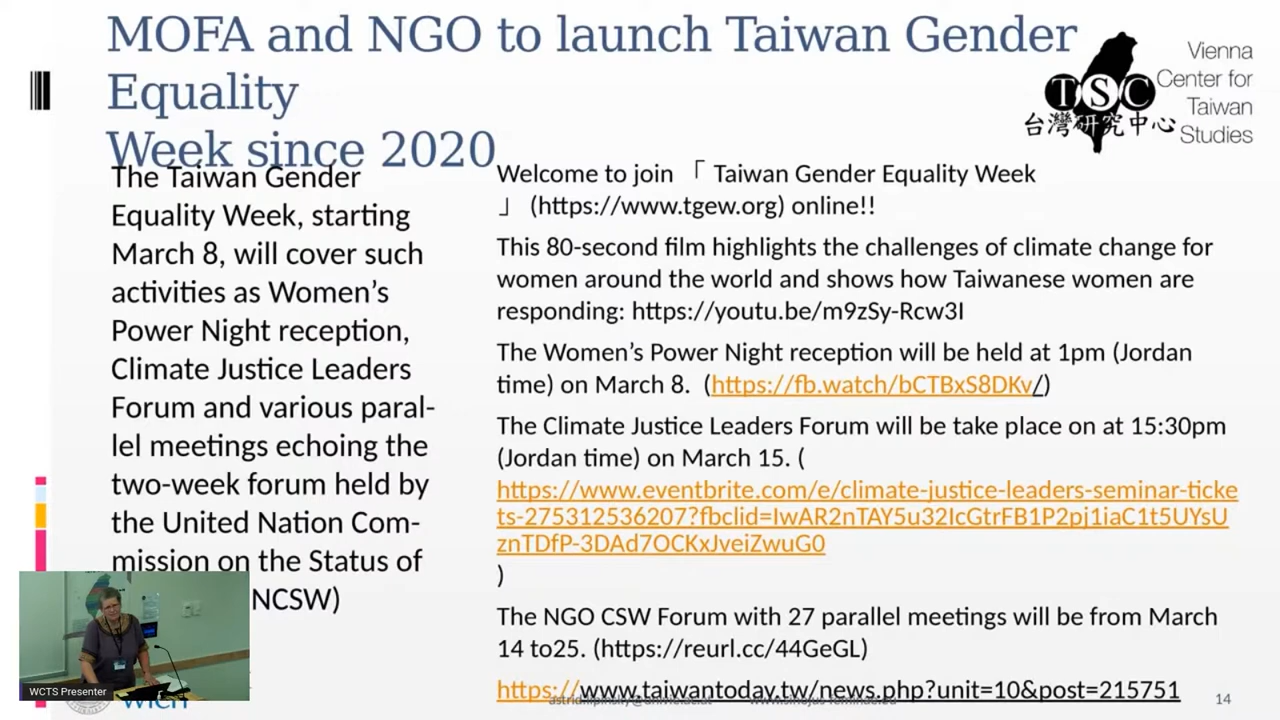 MOFA and NGO to launch Taiwan Gender
Equality
Week since 2020
TSC
台灣研究中心
Vienna
Center for
Taiwan
Studies
The Taiwan Gender
Equality Week, starting
March 8, will cover such
activities as Women’s
Power Night reception,
Climate Justice Leaders
Forum and various paral-
lel meetings echoing the
two-week forum held by
the United Nation Com-
mission on the Status of
NCSW)
Welcome to join 「 Taiwan Gender Equality Week
」 (https://www.tgew.org) online!!
This 80-second film highlights the challenges of climate change for
women around the world and shows how Taiwanese women are
responding: https://youtu.be/m9zSy-Rcw3I
The Women’s Power Night reception will be held at 1pm (Jordan
time) on March 8. (https://fb.watch/bCTBxS8DKv/)
The Climate Justice Leaders Forum will be take place on at 15:30pm
(Jordan time) on March 15. (
https://www.eventbrite.com/e/climate-justice-leaders-seminar-ticke
ts-275312536207?fbclid=IwAR2nTAY5u32IcGtrFB1P2pj1iaC1t5UYsU
znTDfP-3DAd7OCKxJveiZwuG0
)
The NGO CSW Forum with 27 parallel meetings will be from March
14 to25. (https://reurl.cc/44GeGL)
https://www.taiwantoday.tw/news.php?unit=10&post=215751
WCTS Presenter
14